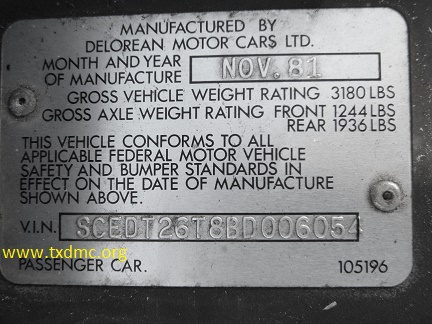 MANUFACTURED BY
DELOREAN MOTOR CARS LTD.
MONTH AND YEAR
OF MANUFACTURE NOV. 81
GROSS VEHICLE WEIGHT RATING 3180 LBS
GROSS AXLE WEIGHT RATING FRONT 1244 LBS
REAR 1936 LBS
THIS VEHICLE CONFORMS TO ALL
APPLICABLE FEDERAL MOTOR VEHICLE
SAFETY AND BUMPER STANDARDS IN
EFFECT ON THE DATE OF MANUFACTURE
SHOWN ABOVE.
V.I.N. SCEDT26T8BD006054
www.txdmc.org
PASSENGER CAR. 105196